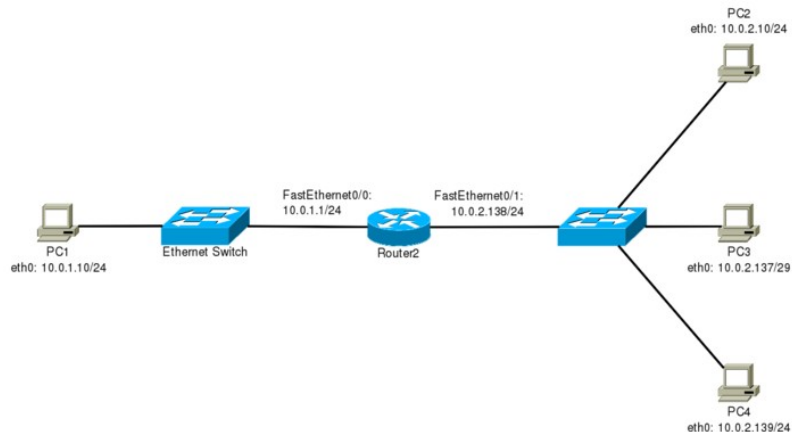 PC2
eth0: 10.0.2.10/24
FastEthernet0/0:
10.0.1.1/24
FastEthernet0/1:
10.0.2.138/24
PC1
eth0: 10.0.1.10/24
Ethernet Switch
Router2
PC3
eth0: 10.0.2.137/29
PC4
eth0: 10.0.2.139/24